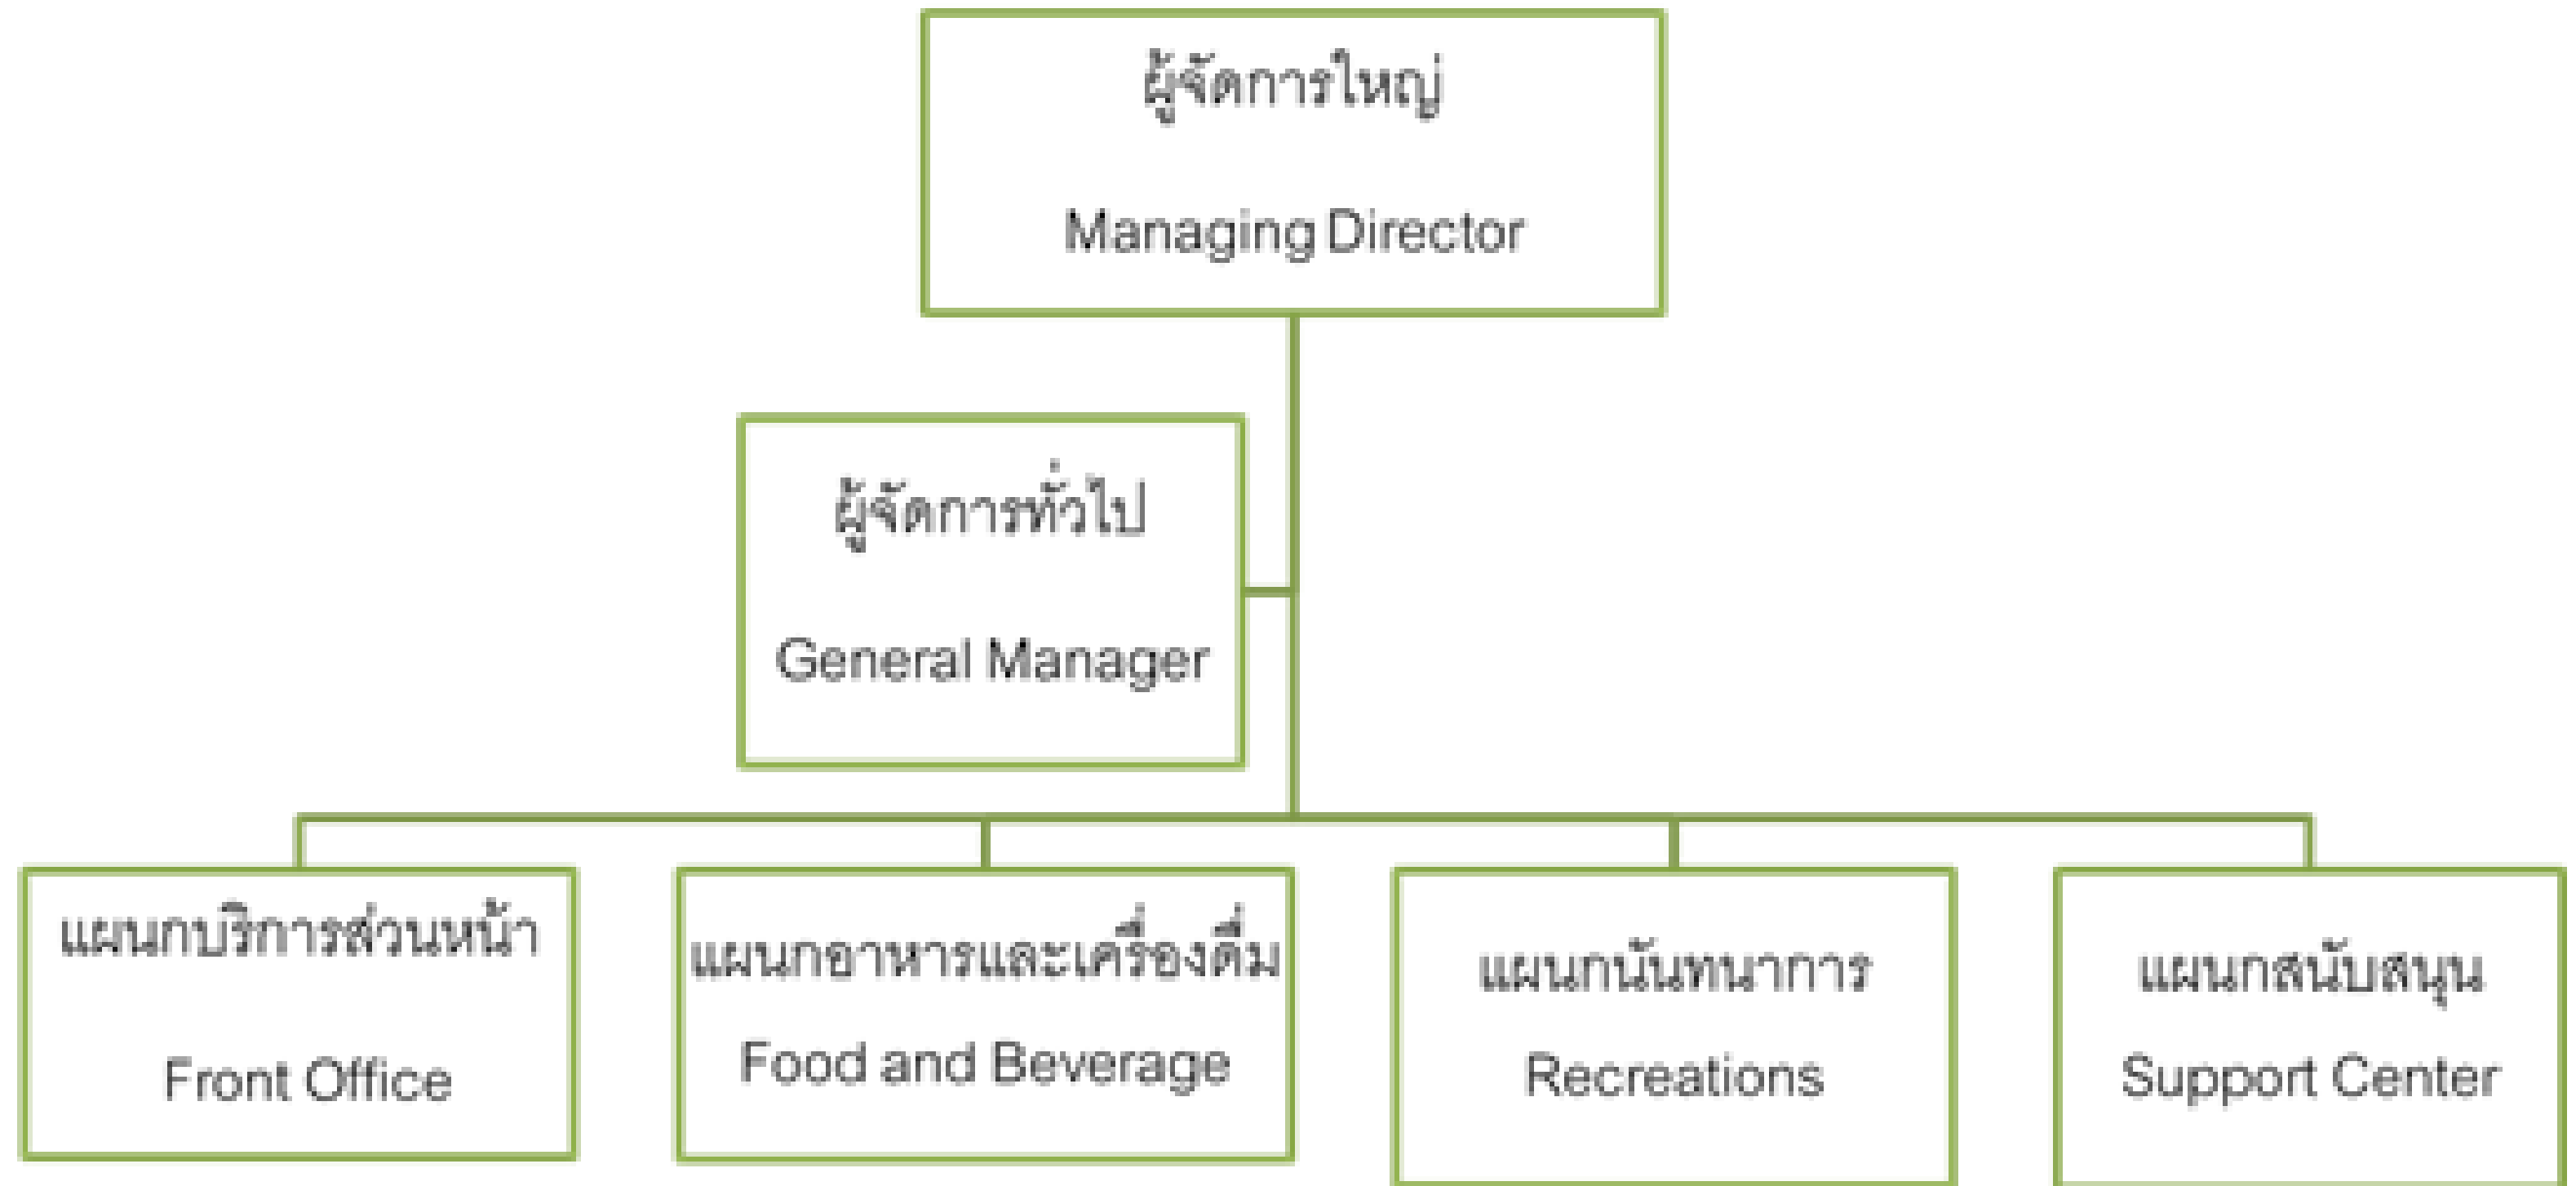 ผู้จัดการใหญ่
Managing Director
ผู้จัดการทั่วไป
General Manager
แผนกบริการส่วนหน้า
Front Office
แผนกอาหารและเครื่องดื่ม
Food and Beverage
แผนกนันทนาการ
Recreations
แผนกสนับสนุน
Support Center